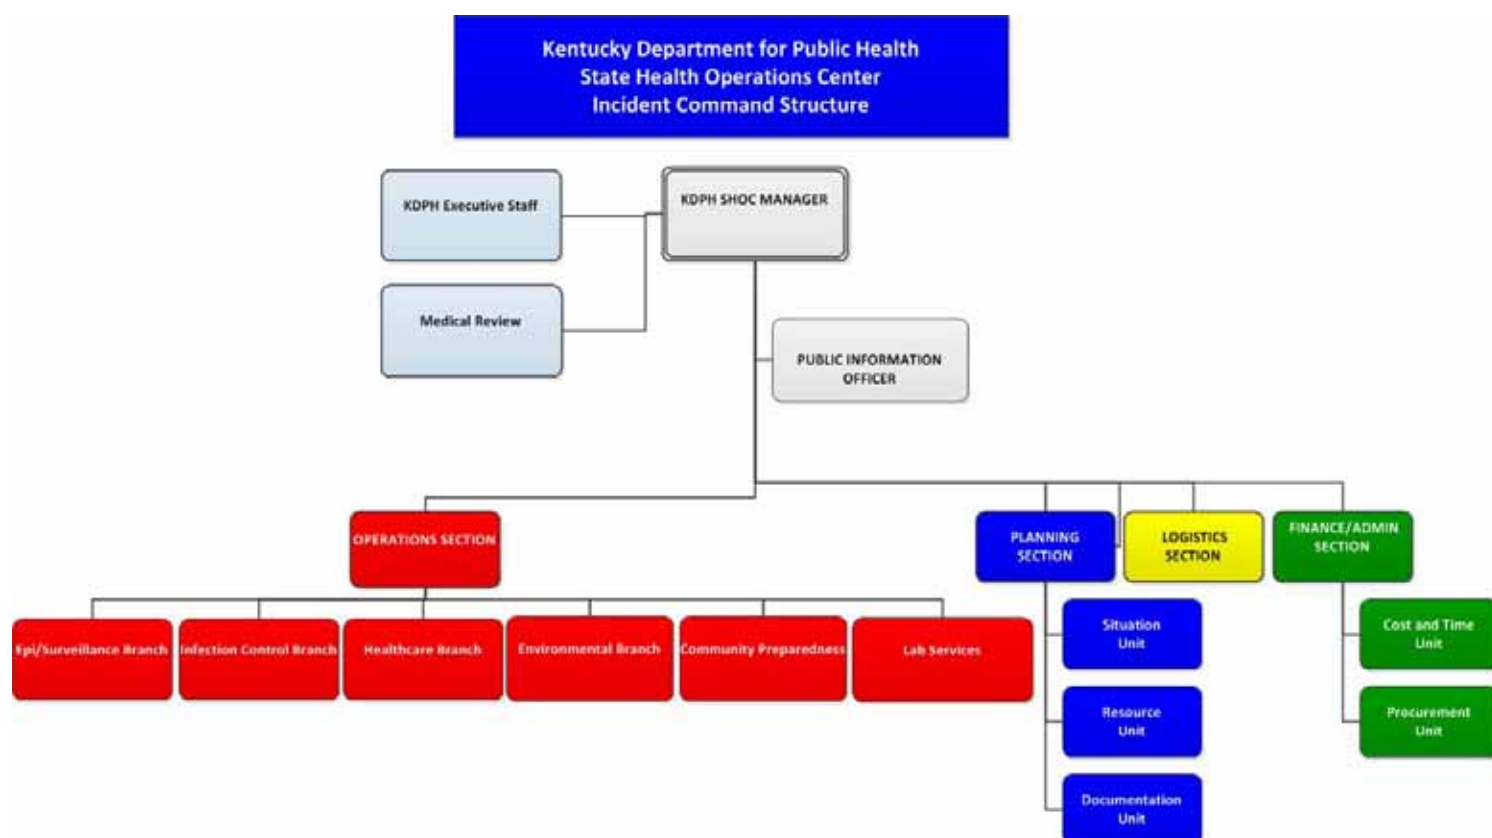 Kentucky Department for Public Health
State Health Operations Center
Incident Command Structure
KDPH Executive Staff
KDPH SHOC MANAGER
Medical Review
PUBLIC INFORMATION
OFFICER
OPERATIONS SECTION
PLANNING
SECTION
LOGISTICS
SECTION
FINANCE/ADMIN
SECTION
Epi/Surveillance Branch
Infection Control Branch
Healthcare Branch
Environmental Branch
Community Preparedness
Lab Services
Situation
Unit
Cost and Time
Unit
Resource
Unit
Procurement
Unit
Documentation
Unit